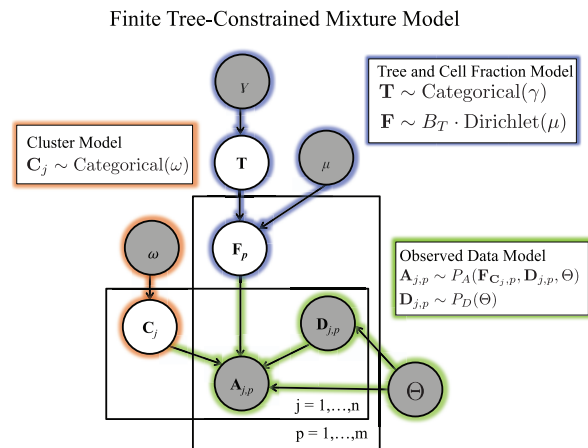 Finite Tree-Constrained Mixture Model
Tree and Cell Fraction Model
T ∼ Categorical(γ)
F ∼ B_T · Dirichlet(μ)
Υ
Cluster Model
C_j ∼ Categorical(ω)
T
μ
ω
F_p
Observed Data Model
A_{j,p} ∼ P_A(F_{C_j,p}, D_{j,p}, Θ)
D_{j,p} ∼ P_D(Θ)
C_j
D_{j,p}
A_{j,p}
Θ
j = 1,...,n
p = 1,...,m